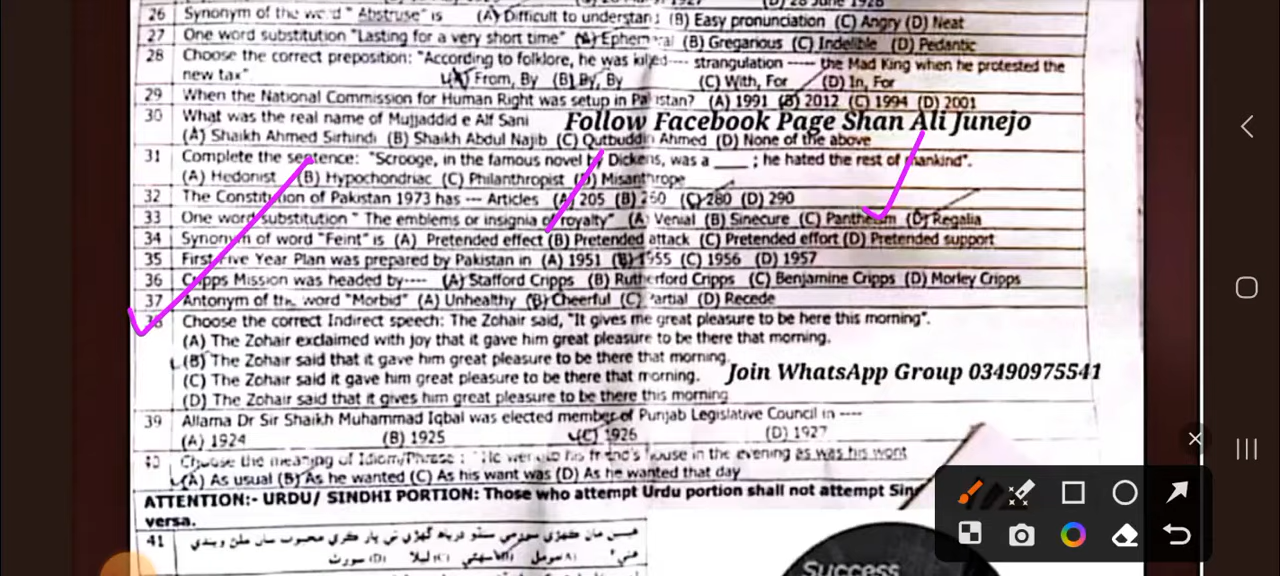 26 Synonym of the word " Abstruse" is (A) Difficult to understand (B) Easy pronunciation (C) Angry (D) Neat
27 One word substitution "Lasting for a very short time" (A) Ephemeral (B) Gregarious (C) Indelible (D) Pedantic
28 Choose the correct preposition: "According to folklore, he was killed---- strangulation ----- the Mad King when he protested the
new tax" (A) From, By (B) By, By (C) With, For (D) In, For
29 When the National Commission for Human Right was setup in Pakistan? (A) 1991 (B) 2012 (C) 1994 (D) 2001
30 What was the real name of Mujjaddid e Alf Sani
Follow Facebook Page Shan Ali Junejo
(A) Shaikh Ahmed Sirhindi (B) Shaikh Abdul Najib (C) Qutbuddin Ahmed (D) None of the above
31 Complete the sentence: "Scrooge, in the famous novel by Dickens, was a ___ ; he hated the rest of mankind".
(A) Hedonist (B) Hypochondriac (C) Philanthropist (D) Misanthrope
32 The Constitution of Pakistan 1973 has --- Articles (A) 205 (B) 260 (C) 280 (D) 290
33 One word substitution " The emblems or insignia of royalty" (A) Venial (B) Sinecure (C) Pantheism (D) Regalia
34 Synonym of word "Feint" is (A) Pretended effect (B) Pretended attack (C) Pretended effort (D) Pretended support
35 First Five Year Plan was prepared by Pakistan in (A) 1951 (B) 1955 (C) 1956 (D) 1957
36 Cripps Mission was headed by---- (A) Stafford Cripps (B) Rutherford Cripps (C) Benjamine Cripps (D) Morley Cripps
37 Antonym of the word "Morbid" (A) Unhealthy (B) Cheerful (C) Partial (D) Recede
38 Choose the correct Indirect speech: The Zohair said, "It gives me great pleasure to be here this morning".
(A) The Zohair exclaimed with joy that it gave him great pleasure to be there that morning.
(B) The Zohair said that it gave him great pleasure to be there that morning.
(C) The Zohair said it gave him great pleasure to be there that morning.
Join WhatsApp Group 03490975541
(D) The Zohair said that it gives him great pleasure to be there this morning
39 Allama Dr Sir Shaikh Muhammad Iqbal was elected member of Punjab Legislative Council in ----
(A) 1924 (B) 1925 (C) 1926 (D) 1927
40 Choose the meaning of Idiom/Phrase : "He went to his friend's house in the evening as was his wont
(A) As usual (B) As he wanted (C) As his want was (D) As he wanted that day
ATTENTION:- URDU/ SINDHI PORTION: Those who attempt Urdu portion shall not attempt
versa.
41
Success